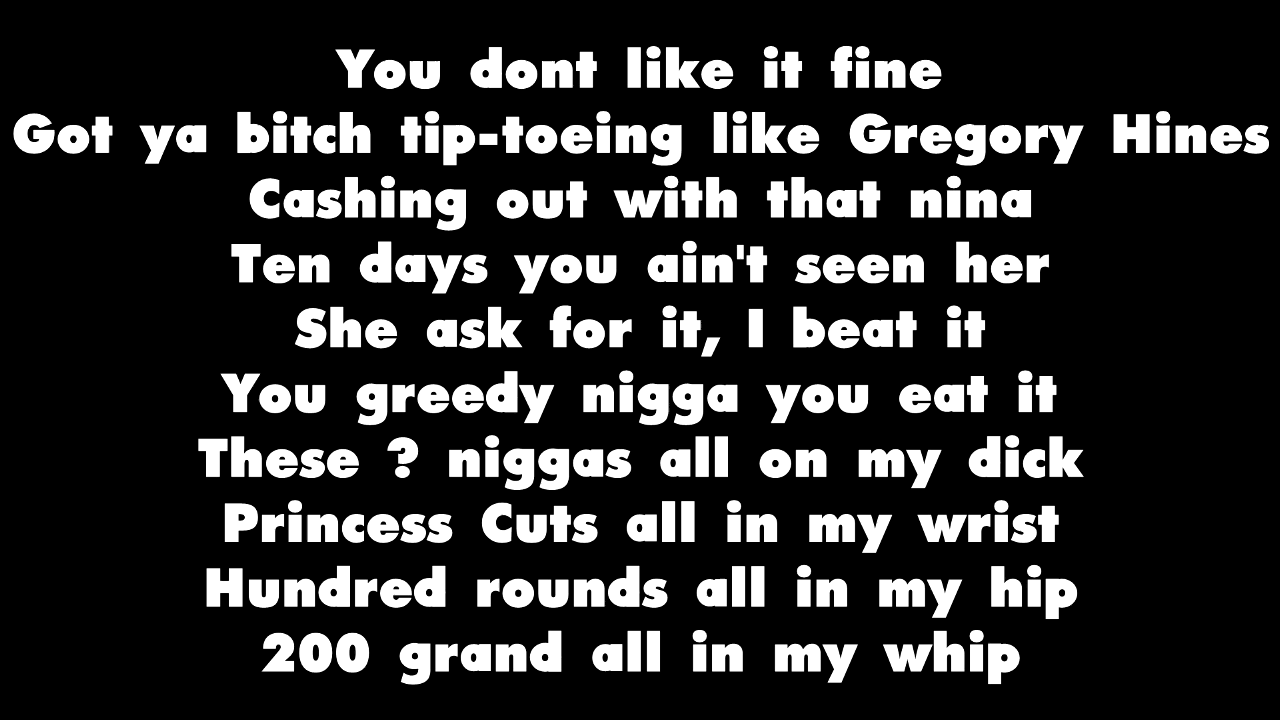 You dont like it fine
Got ya bitch tip-toeing like Gregory Hines
Cashing out with that nina
Ten days you ain't seen her
She ask for it, I beat it
You greedy nigga you eat it
These ? niggas all on my dick
Princess Cuts all in my wrist
Hundred rounds all in my hip
200 grand all in my whip